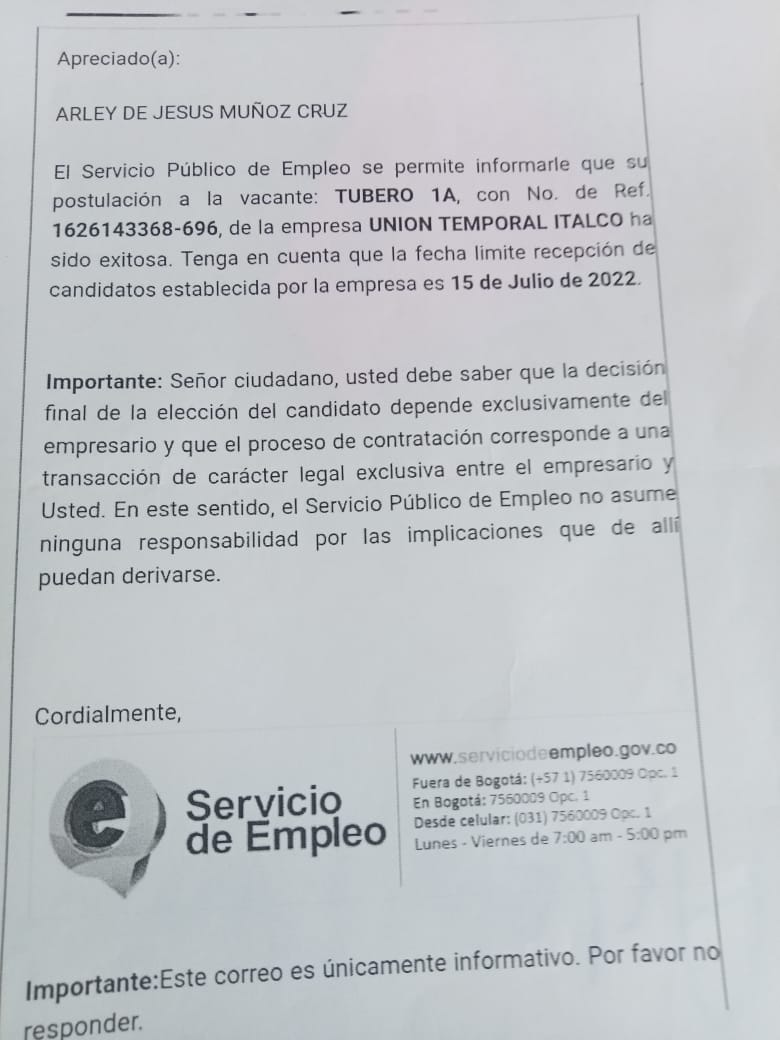 Apreciado(a):
ARLEY DE JESUS MUÑOZ CRUZ
El Servicio Público de Empleo se permite informarle que su
postulación a la vacante: TUBERO 1A, con No. de Ref.
1626143368-696, de la empresa UNION TEMPORAL ITALCO ha
sido exitosa. Tenga en cuenta que la fecha limite recepción de
candidatos establecida por la empresa es 15 de Julio de 2022.
Importante: Señor ciudadano, usted debe saber que la decisión
final de la elección del candidato depende exclusivamente del
empresario y que el proceso de contratación corresponde a una
transacción de carácter legal exclusiva entre el empresario y
Usted. En este sentido, el Servicio Público de Empleo no asume
ninguna responsabilidad por las implicaciones que de allí
puedan derivarse.
Cordialmente,
e
Servicio
de Empleo
www.serviciodeempleo.gov.co
Fuera de Bogotá: (+57 1) 7560009 Opc. 1
En Bogotá: 7560009 Opc. 1
Desde celular: (031) 7560009 Opc. 1
Lunes - Viernes de 7:00 am - 5:00 pm
Importante:Este correo es únicamente informativo. Por favor no
responder.